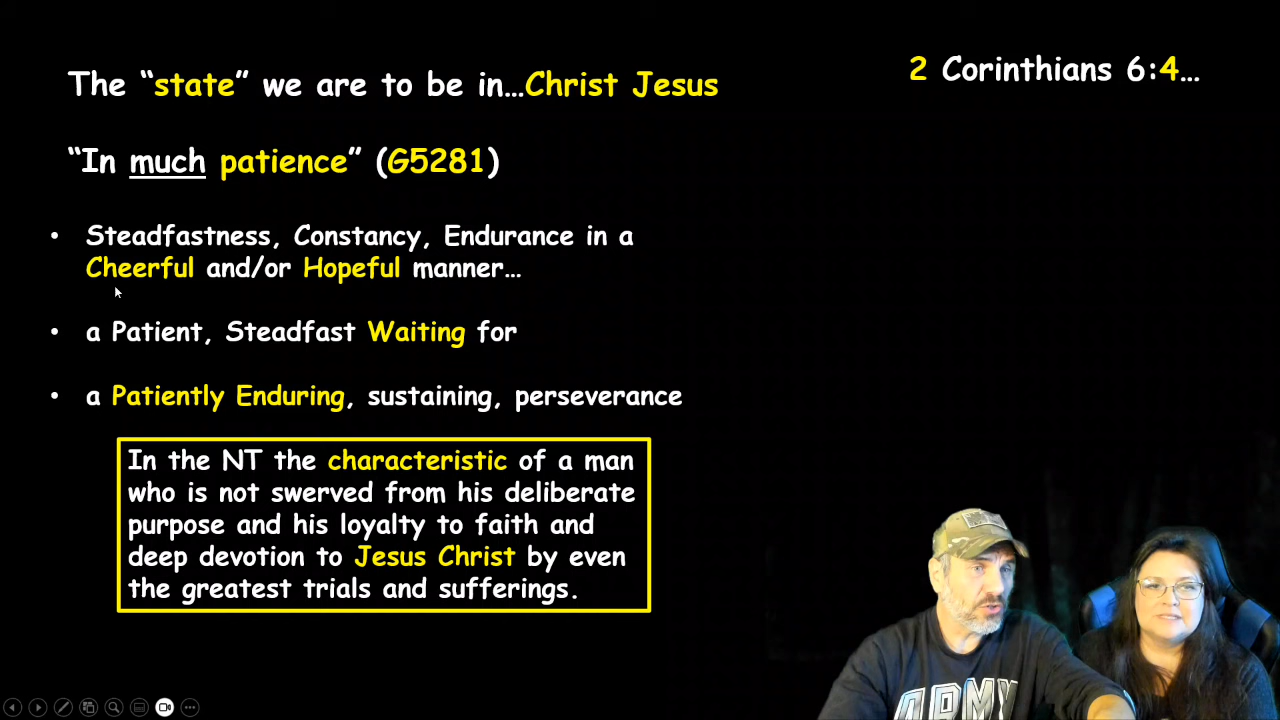 The “state” we are to be in…Christ Jesus
2 Corinthians 6:4…
“In much patience” (G5281)
• Steadfastness, Constancy, Endurance in a
Cheerful and/or Hopeful manner…
• a Patient, Steadfast Waiting for
• a Patiently Enduring, sustaining, perseverance
In the NT the characteristic of a man
who is not swerved from his deliberate
purpose and his loyalty to faith and
deep devotion to Jesus Christ by even
the greatest trials and sufferings.
ARMY